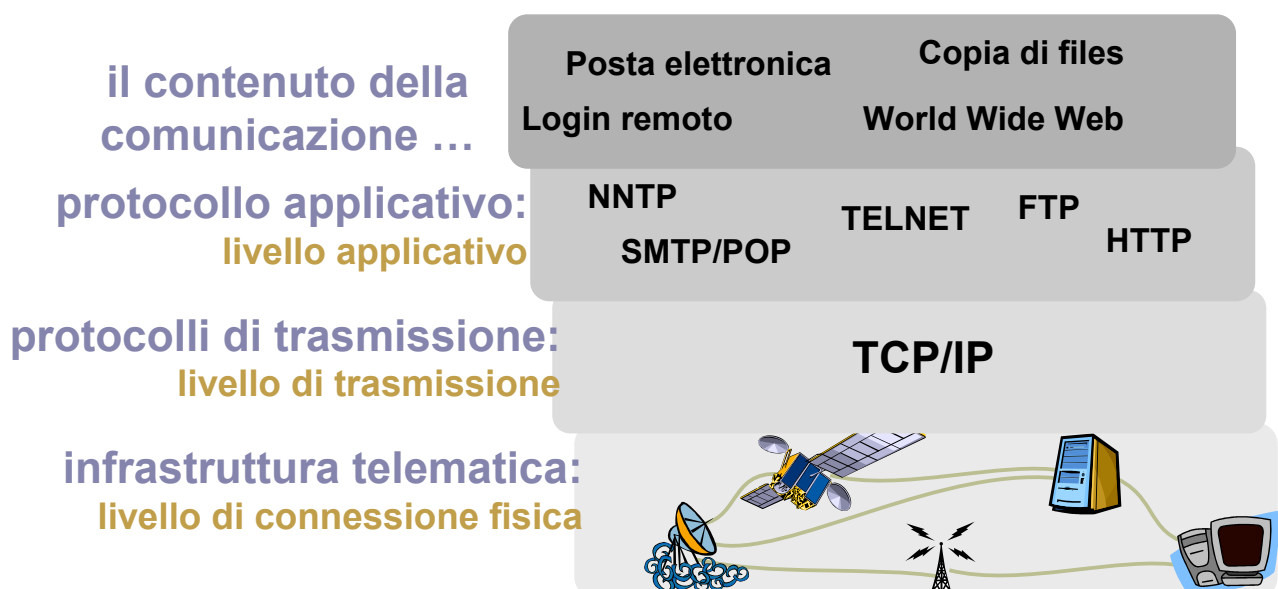 il contenuto della
comunicazione …
Posta elettronica
Copia di files
Login remoto
World Wide Web
protocollo applicativo:
livello applicativo
NNTP
TELNET
FTP
SMTP/POP
HTTP
protocolli di trasmissione:
livello di trasmissione
TCP/IP
infrastruttura telematica:
livello di connessione fisica